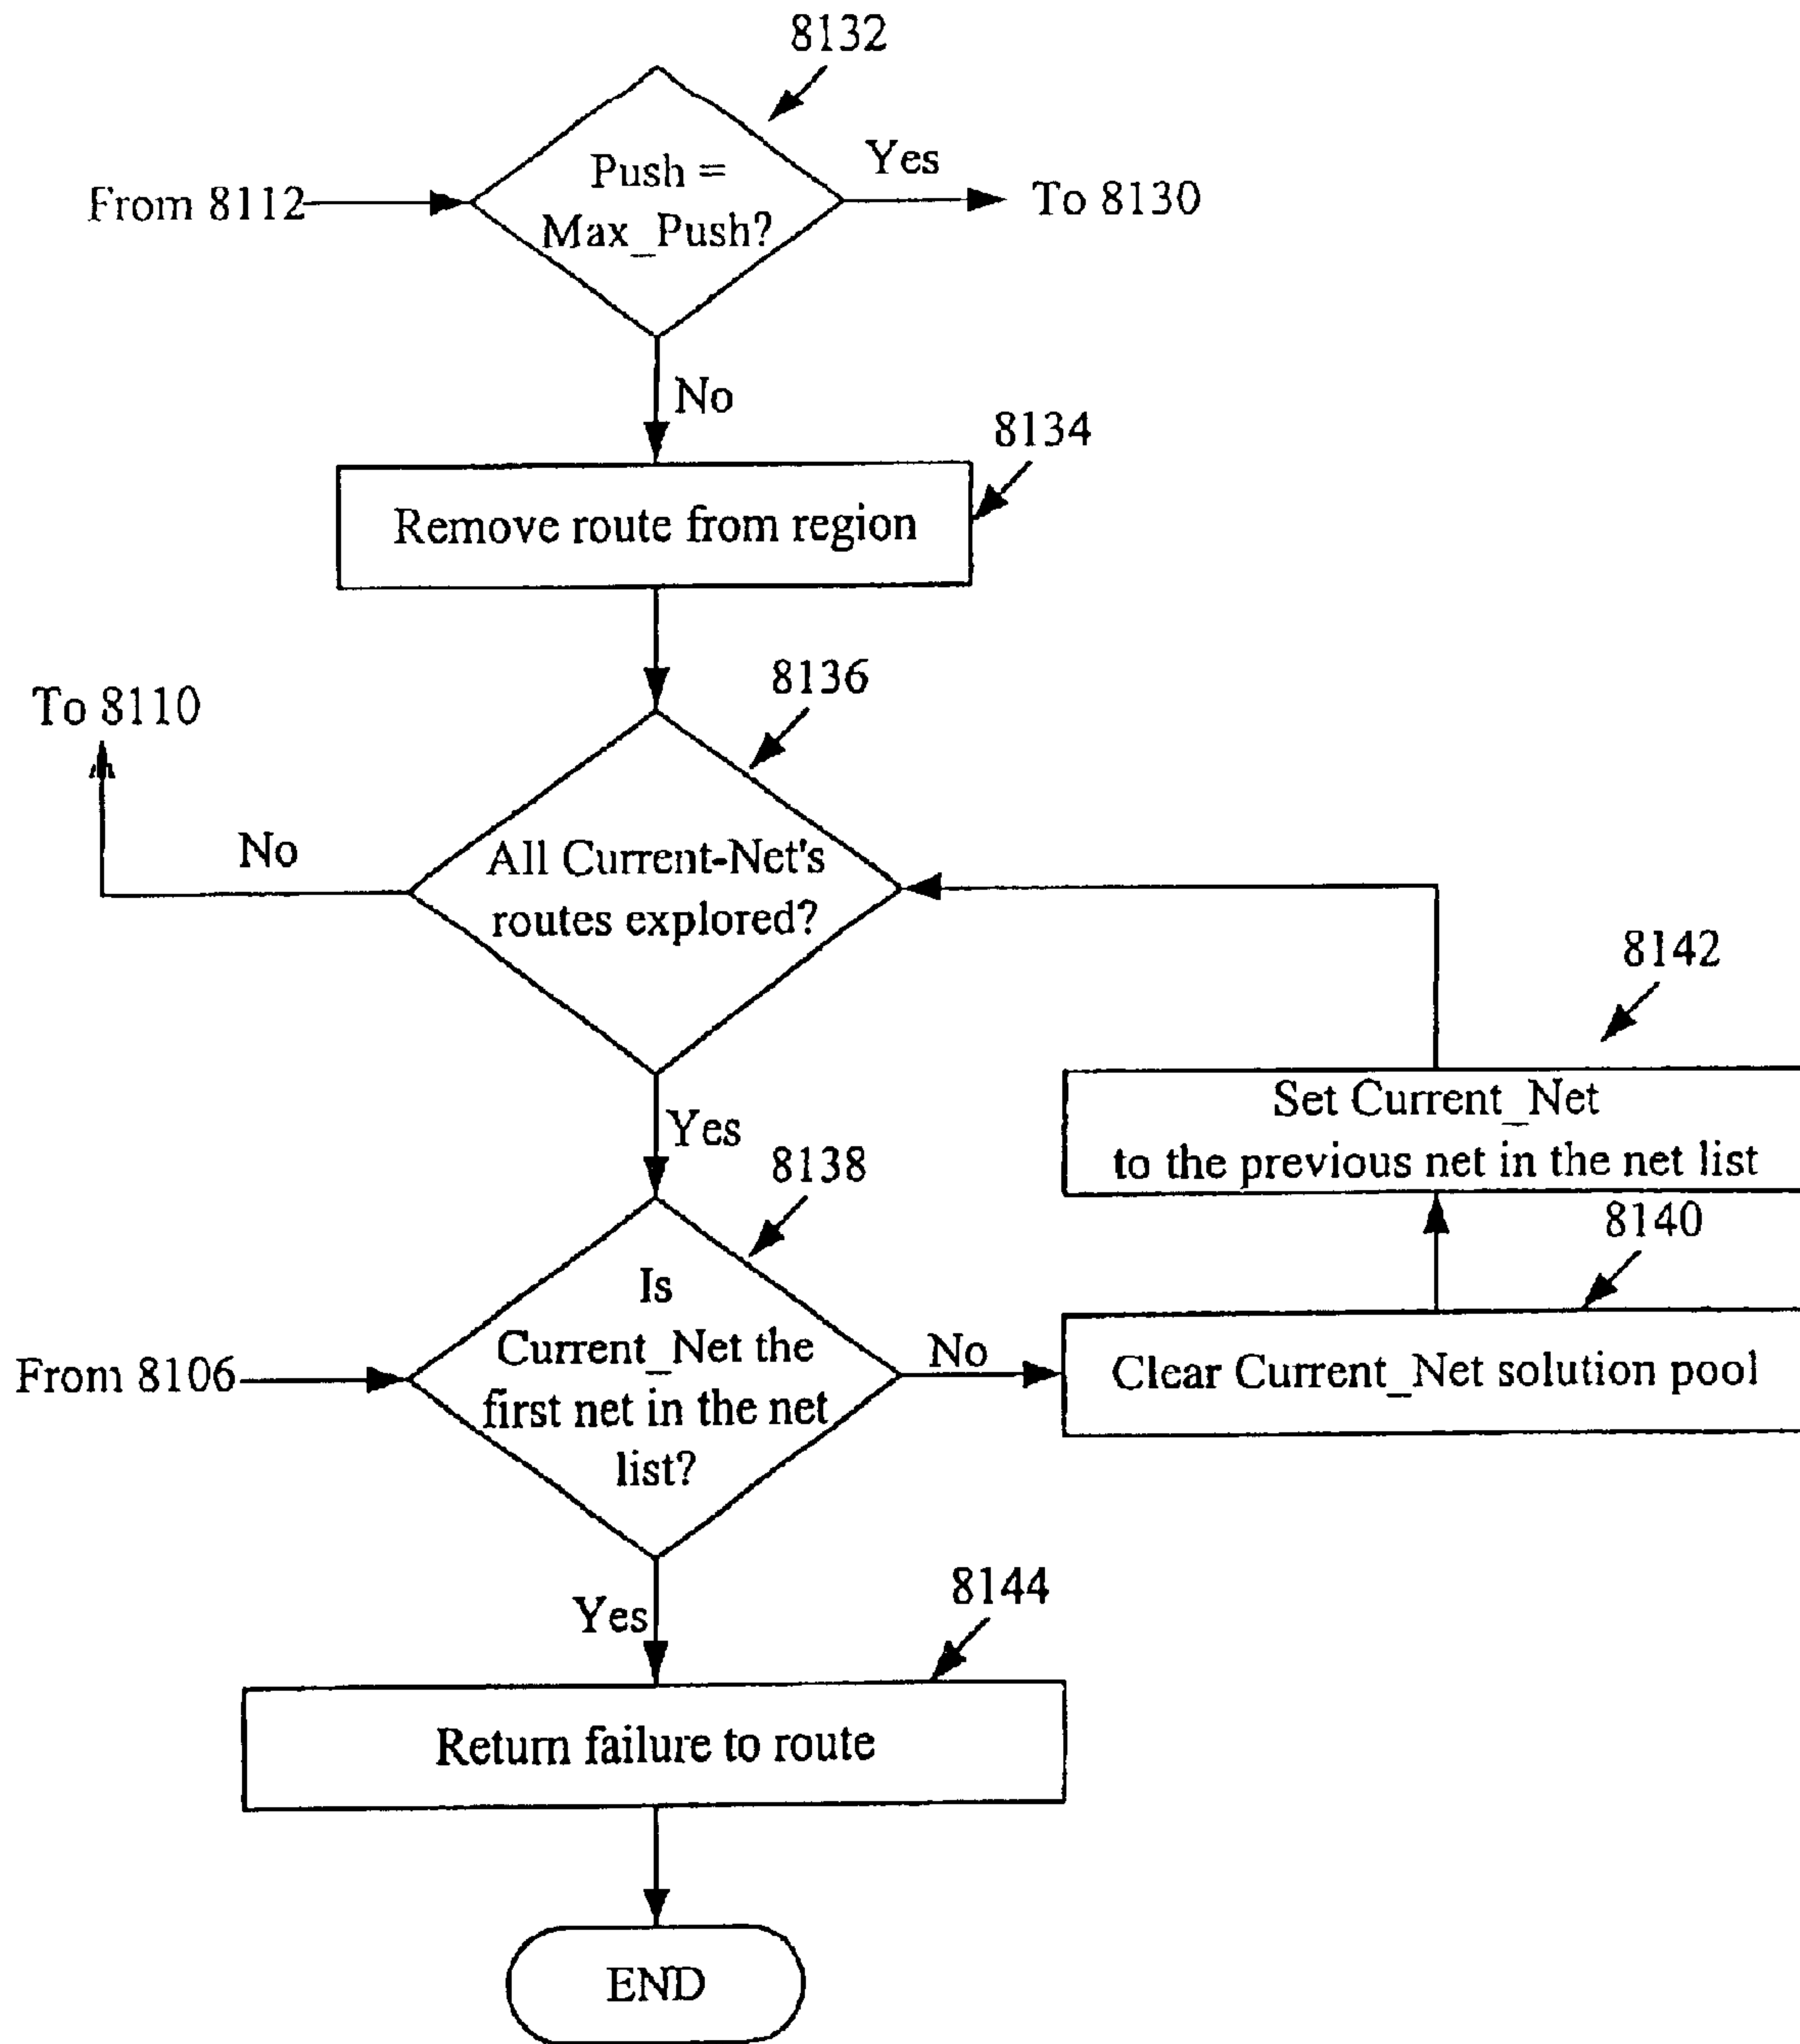 8132
Push =
Max_Push?
Yes
From 8112
To 8130
No
8134
Remove route from region
8136
To 8110
All Current-Net's
routes explored?
No
8142
Set Current_Net
to the previous net in the net list
Yes
8138
8140
Is
Current_Net the
first net in the net
list?
From 8106
No
Clear Current_Net solution pool
Yes
8144
Return failure to route
END